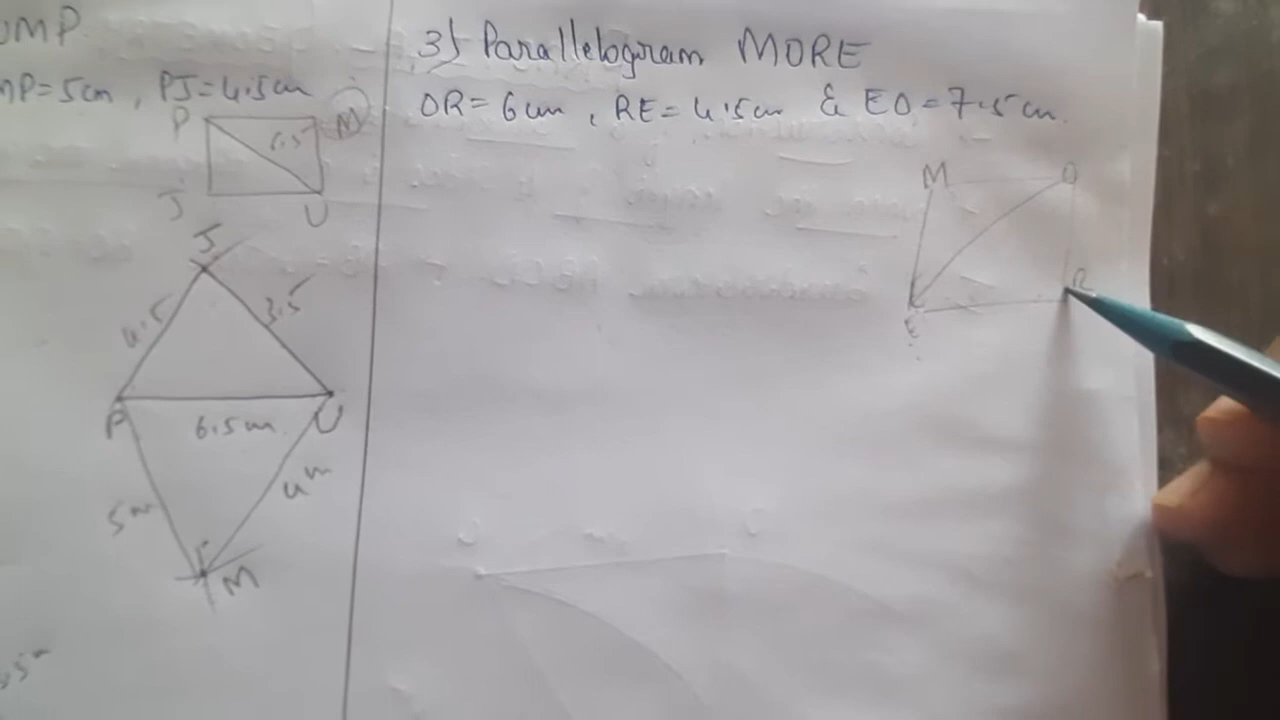 UMP
MP=5cm, PJ=4.5cm
P
6.5
M
J
U
J
4.5
3.5
P
6.5cm
U
5cm
4cm
M
3) Parallelogram MORE
OR=6cm, RE=4.5cm & EO=7.5cm.
M
O
R
E